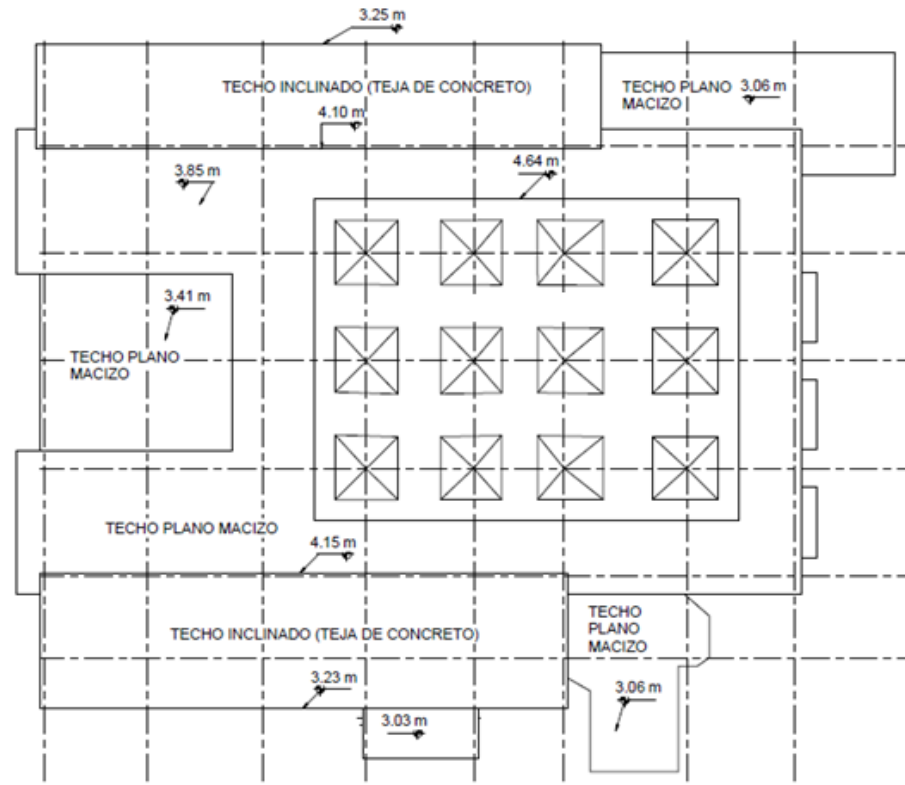 3.25 m
TECHO INCLINADO (TEJA DE CONCRETO)
TECHO PLANO
MACIZO
3.06 m
4.10 m
4.64 m
3.85 m
3.41 m
TECHO PLANO
MACIZO
TECHO PLANO MACIZO
4.15 m
TECHO INCLINADO (TEJA DE CONCRETO)
TECHO
PLANO
MACIZO
3.23 m
3.06 m
3.03 m